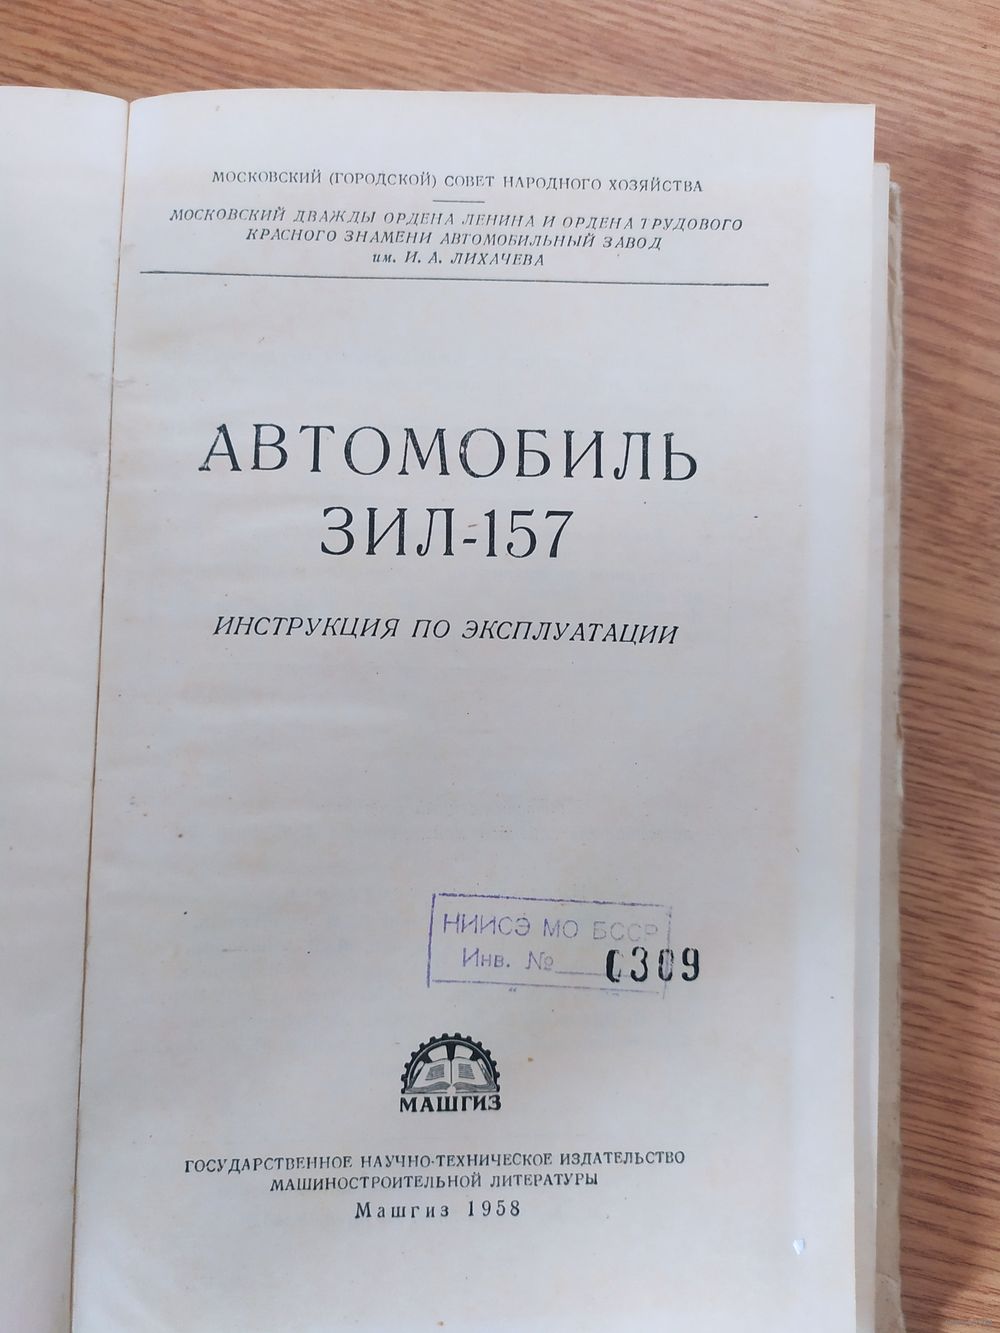 МОСКОВСКИЙ (ГОРОДСКОЙ) СОВЕТ НАРОДНОГО ХОЗЯЙСТВА
МОСКОВСКИЙ ДВАЖДЫ ОРДЕНА ЛЕНИНА И ОРДЕНА ТРУДОВОГО
КРАСНОГО ЗНАМЕНИ АВТОМОБИЛЬНЫЙ ЗАВОД
им. И. А. ЛИХАЧЕВА
АВТОМОБИЛЬ
ЗИЛ-157
ИНСТРУКЦИЯ ПО ЭКСПЛУАТАЦИИ
НИИСЭ МО БССР
Инв. № 0309
МАШГИЗ
ГОСУДАРСТВЕННОЕ НАУЧНО-ТЕХНИЧЕСКОЕ ИЗДАТЕЛЬСТВО
МАШИНОСТРОИТЕЛЬНОЙ ЛИТЕРАТУРЫ
Машгиз 1958